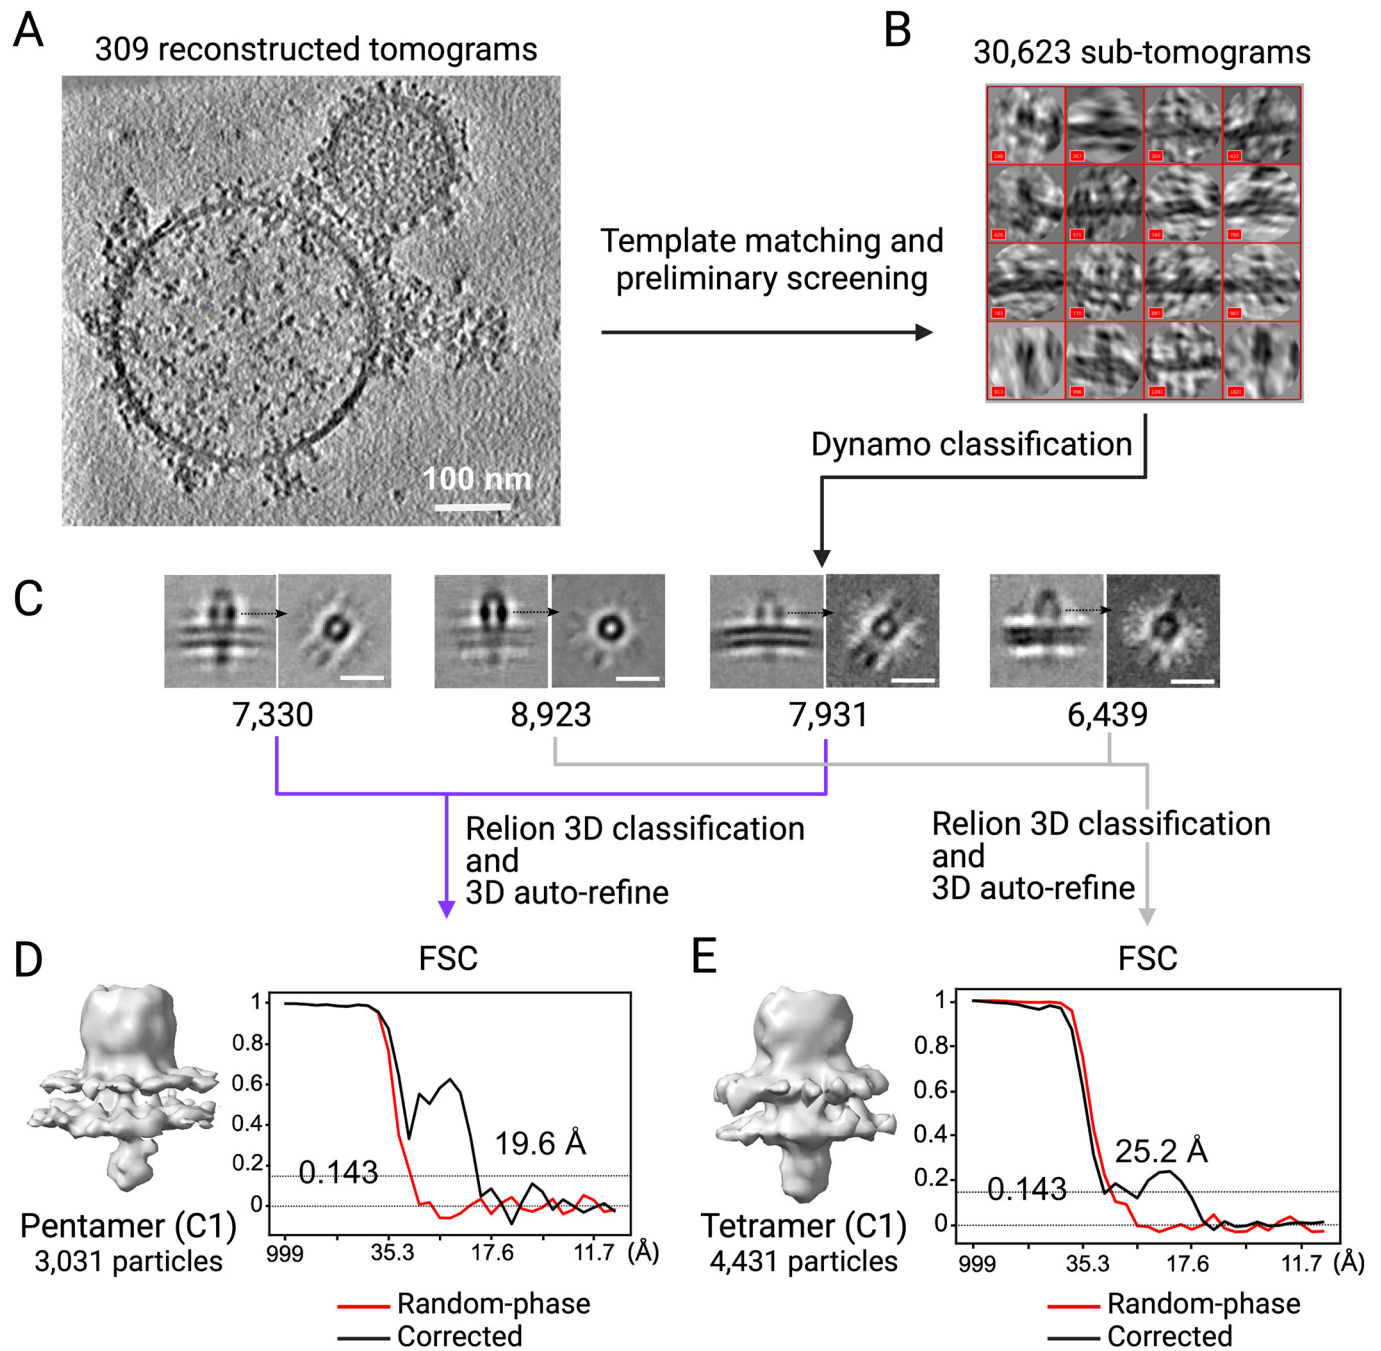 A
309 reconstructed tomograms
100 nm
Template matching and
preliminary screening
B
30,623 sub-tomograms
Dynamo classification
C
7,330
8,923
7,931
6,439
Relion 3D classification
and
3D auto-refine
Relion 3D classification
and
3D auto-refine
D
FSC
1
0.8
0.6
0.4
0.2
0
0.143
19.6 Å
999
35.3
17.6
11.7
(Å)
Pentamer (C1)
3,031 particles
Random-phase
Corrected
E
FSC
1
0.8
0.6
0.4
0.2
0
0.143
25.2 Å
999
35.3
17.6
11.7
(Å)
Tetramer (C1)
4,431 particles
Random-phase
Corrected